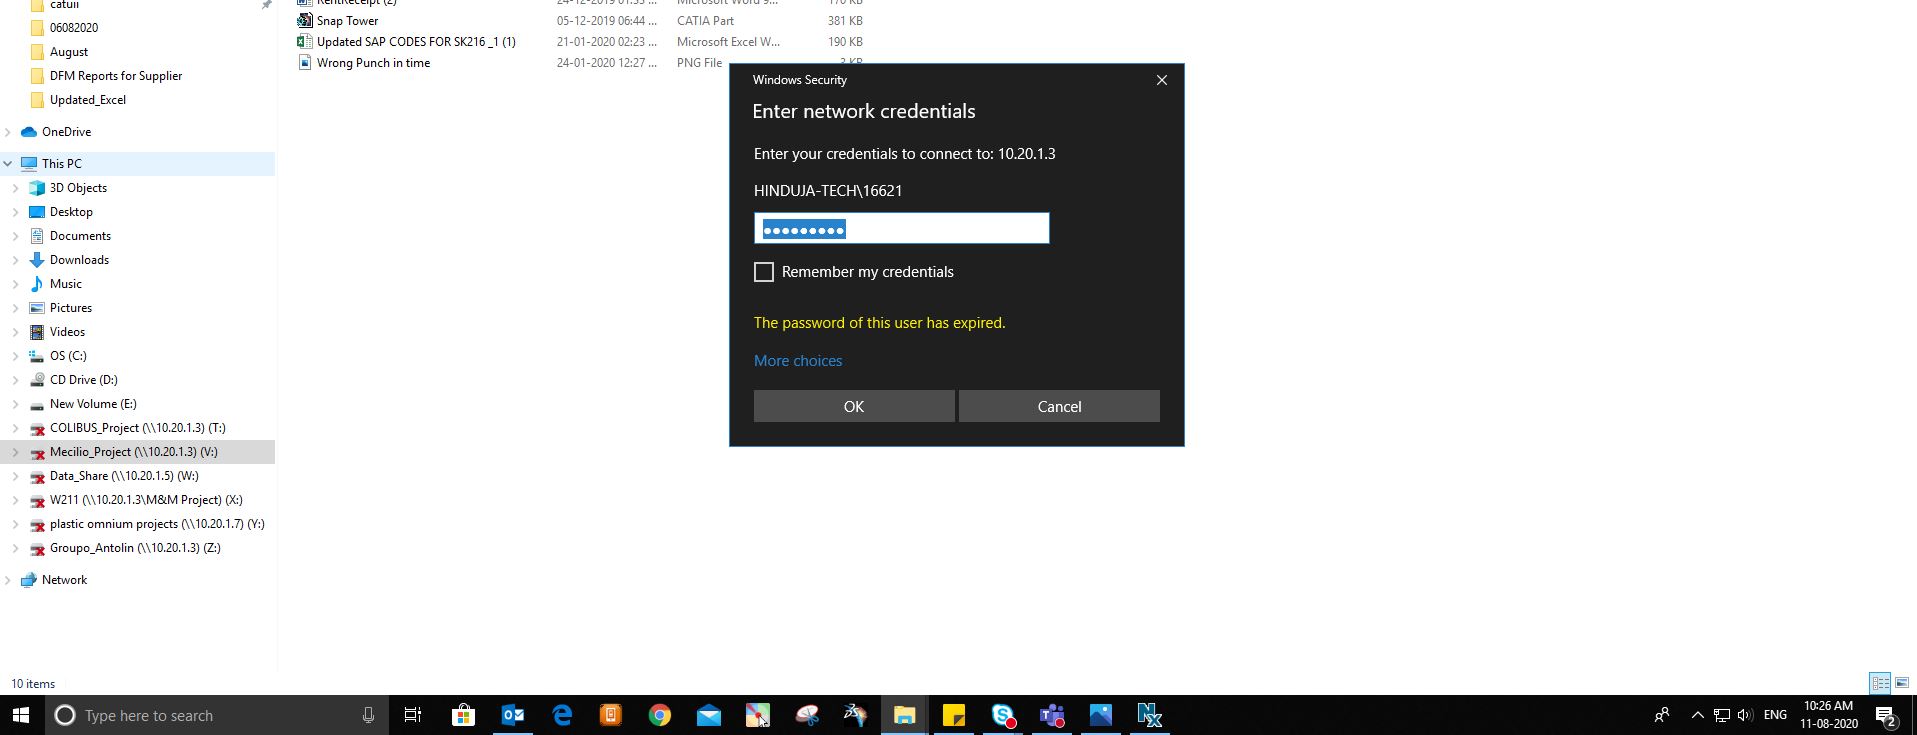 catuii
06082020
August
DFM Reports for Supplier
Updated_Excel
OneDrive
This PC
3D Objects
Desktop
Documents
Downloads
Music
Pictures
Videos
OS (C:)
CD Drive (D:)
New Volume (E:)
COLIBUS_Project (\\10.20.1.3) (T:)
Mecilio_Project (\\10.20.1.3) (V:)
Data_Share (\\10.20.1.5) (W:)
W211 (\\10.20.1.3\M&M Project) (X:)
plastic omnium projects (\\10.20.1.7) (Y:)
Groupo_Antolin (\\10.20.1.3) (Z:)
Network
10 items
RentReceipt (2) 24-12-2019 01:53 ... Microsoft Word 9... 170 KB
Snap Tower 05-12-2019 06:44 ... CATIA Part 381 KB
Updated SAP CODES FOR SK216 _1 (1) 21-01-2020 02:23 ... Microsoft Excel W... 190 KB
Wrong Punch in time 24-01-2020 12:27 ... PNG File 3 KB
Windows Security
Enter network credentials
Enter your credentials to connect to: 10.20.1.3
HINDUJA-TECH\16621
Remember my credentials
The password of this user has expired.
More choices
OK Cancel
Type here to search
ENG
10:26 AM
11-08-2020
2